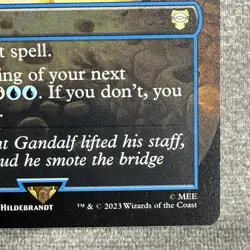 t spell.
ing of your next
If you don't, you
nt Gandalf lifted his staff,
ud he smote the bridge
HILDEBRANDT
© MEE
™ & © 2023 Wizards of the Coast